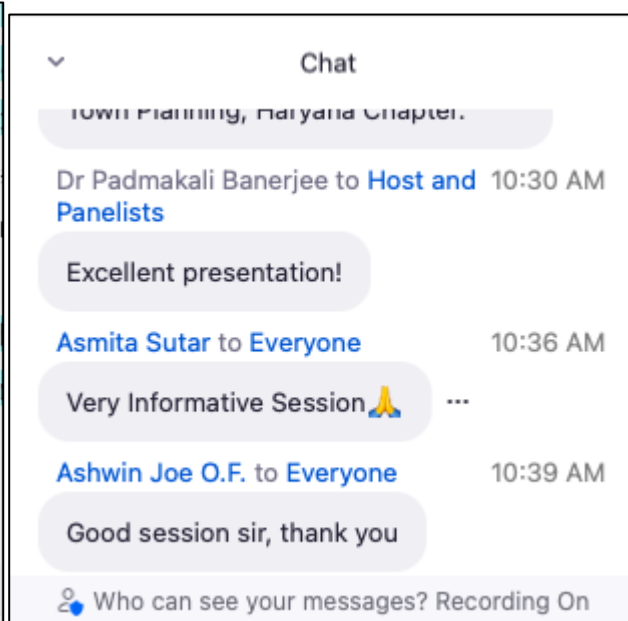 Chat
Town Planning, Haryana Chapter.
Dr Padmakali Banerjee to Host and 10:30 AM
Panelists
Excellent presentation!
Asmita Sutar to Everyone 10:36 AM
Very Informative Session🙏 ...
Ashwin Joe O.F. to Everyone 10:39 AM
Good session sir, thank you
Who can see your messages? Recording On